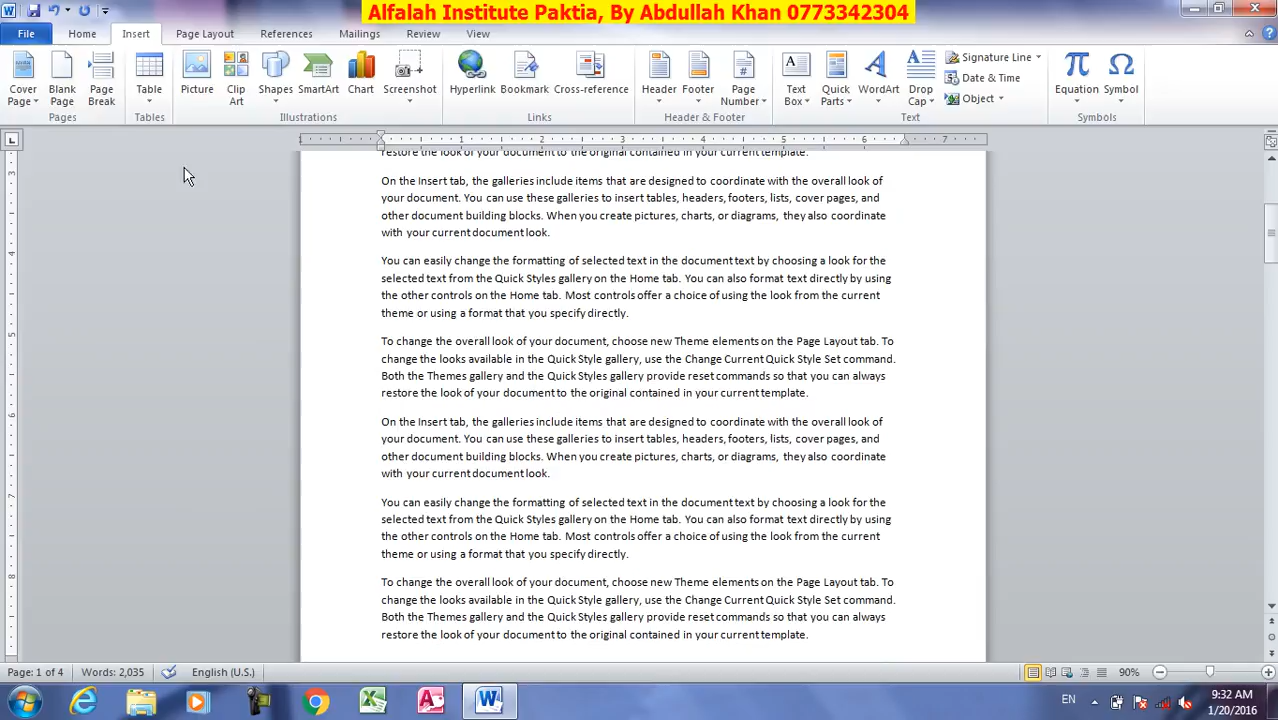 Alfalah Institute Paktia, By Abdullah Khan 0773342304
File Home Insert Page Layout References Mailings Review View
Cover Page Blank Page Page Break Table Picture Clip Art Shapes SmartArt Chart Screenshot Hyperlink Bookmark Cross-reference Header Footer Page Number Text Box Quick Parts WordArt Drop Cap Signature Line Date & Time Object Equation Symbol
Pages Tables Illustrations Links Header & Footer Text Symbols
1 2 3 4 5 6 7
restore the look of your document to the original contained in your current template.
On the Insert tab, the galleries include items that are designed to coordinate with the overall look of
your document. You can use these galleries to insert tables, headers, footers, lists, cover pages, and
other document building blocks. When you create pictures, charts, or diagrams, they also coordinate
with your current document look.
You can easily change the formatting of selected text in the document text by choosing a look for the
selected text from the Quick Styles gallery on the Home tab. You can also format text directly by using
the other controls on the Home tab. Most controls offer a choice of using the look from the current
theme or using a format that you specify directly.
To change the overall look of your document, choose new Theme elements on the Page Layout tab. To
change the looks available in the Quick Style gallery, use the Change Current Quick Style Set command.
Both the Themes gallery and the Quick Styles gallery provide reset commands so that you can always
restore the look of your document to the original contained in your current template.
On the Insert tab, the galleries include items that are designed to coordinate with the overall look of
your document. You can use these galleries to insert tables, headers, footers, lists, cover pages, and
other document building blocks. When you create pictures, charts, or diagrams, they also coordinate
with your current document look.
You can easily change the formatting of selected text in the document text by choosing a look for the
selected text from the Quick Styles gallery on the Home tab. You can also format text directly by using
the other controls on the Home tab. Most controls offer a choice of using the look from the current
theme or using a format that you specify directly.
To change the overall look of your document, choose new Theme elements on the Page Layout tab. To
change the looks available in the Quick Style gallery, use the Change Current Quick Style Set command.
Both the Themes gallery and the Quick Styles gallery provide reset commands so that you can always
restore the look of your document to the original contained in your current template.
3
4
5
6
7
8
Page: 1 of 4 Words: 2,035 English (U.S.) 90%
EN 9:32 AM
1/20/2016